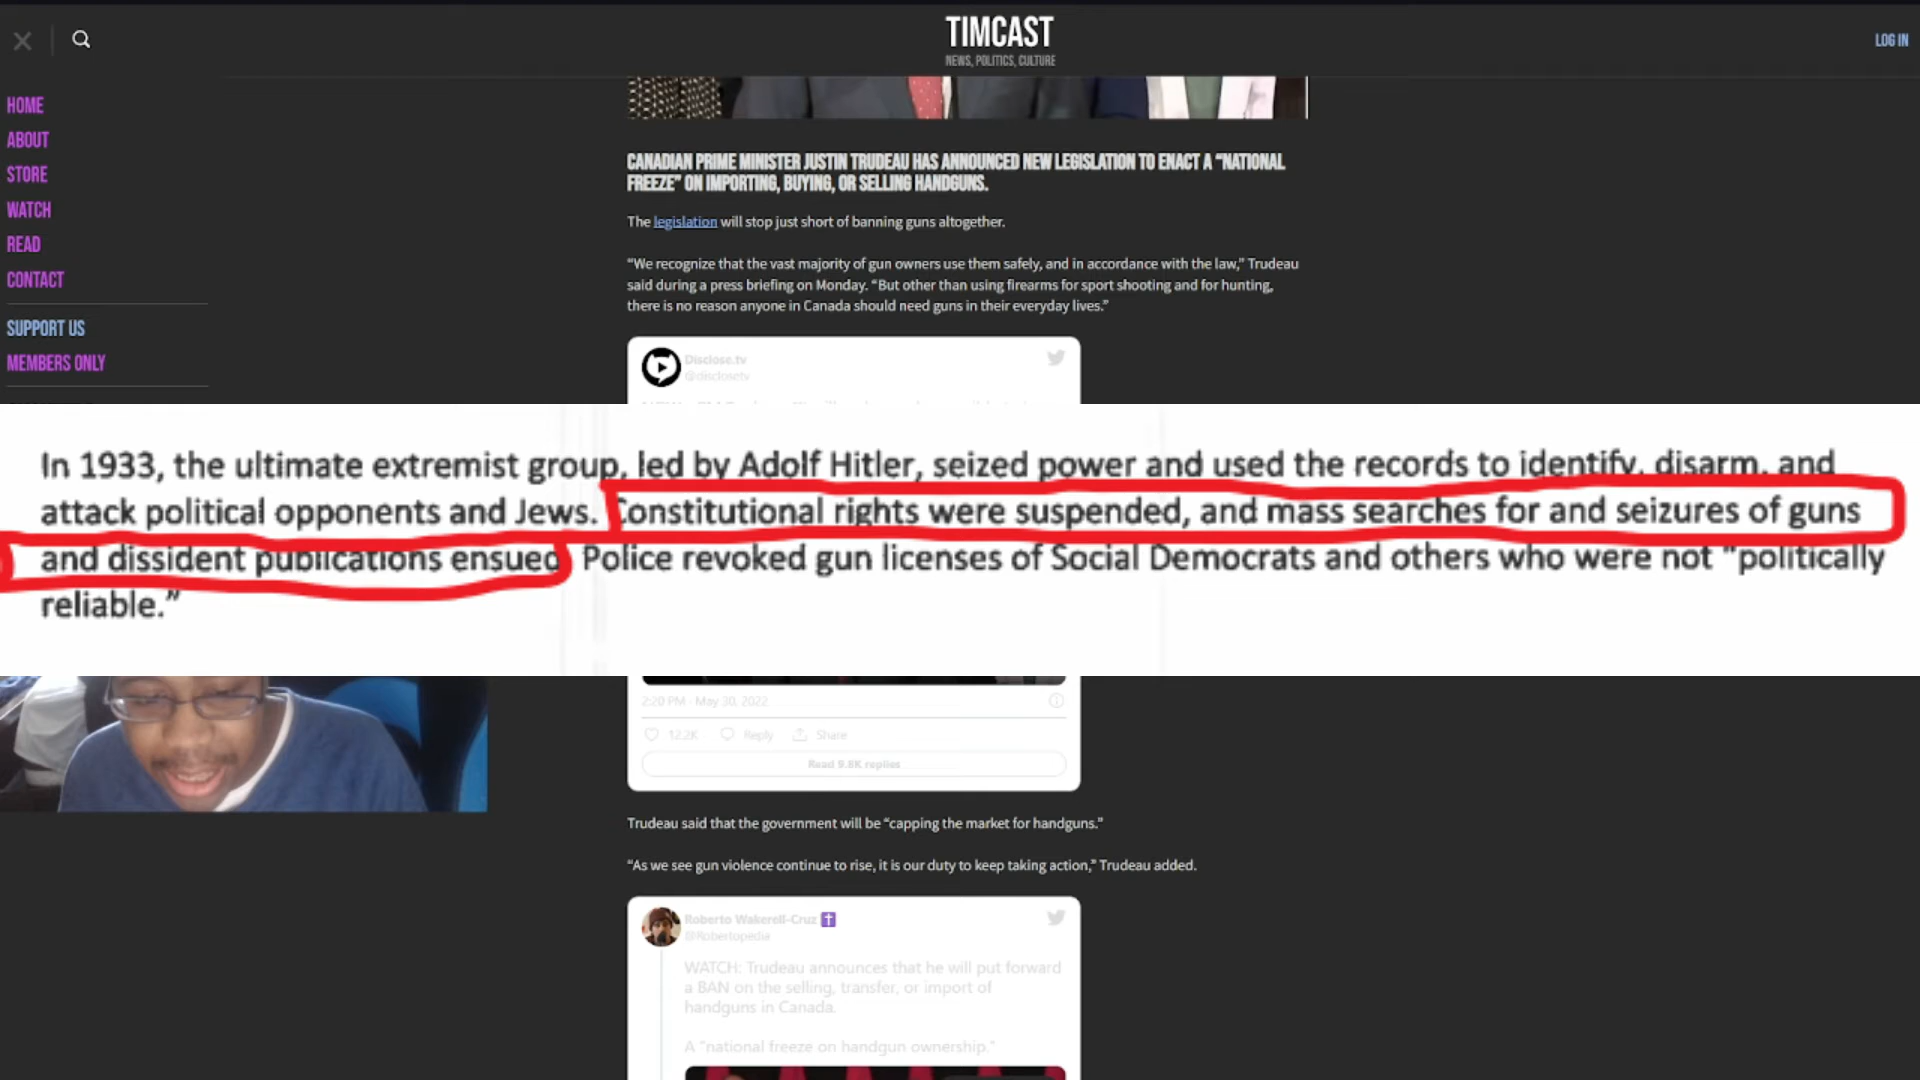 TIMCAST
NEWS, POLITICS, CULTURE
LOG IN
HOME
ABOUT
STORE
WATCH
READ
CONTACT
SUPPORT US
MEMBERS ONLY
CANADIAN PRIME MINISTER JUSTIN TRUDEAU HAS ANNOUNCED NEW LEGISLATION TO ENACT A “NATIONAL
FREEZE” ON IMPORTING, BUYING, OR SELLING HANDGUNS.
The legislation will stop just short of banning guns altogether.
“We recognize that the vast majority of gun owners use them safely, and in accordance with the law,” Trudeau
said during a press briefing on Monday. “But other than using firearms for sport shooting and for hunting,
there is no reason anyone in Canada should need guns in their everyday lives.”
Disclose.tv
@disclosetv
In 1933, the ultimate extremist group, led by Adolf Hitler, seized power and used the records to identify, disarm, and
attack political opponents and Jews. Constitutional rights were suspended, and mass searches for and seizures of guns
and dissident publications ensued. Police revoked gun licenses of Social Democrats and others who were not “politically
reliable.”
2:20 PM · May 30, 2022
12.2K Reply Share
Read 9.8K replies
Trudeau said that the government will be “capping the market for handguns.”
“As we see gun violence continue to rise, it is our duty to keep taking action,” Trudeau added.
Roberto Wakerell-Cruz ✝
@Robertopedia
WATCH: Trudeau announces that he will put forward
a BAN on the selling, transfer, or import of
handguns in Canada.
A "national freeze on handgun ownership."